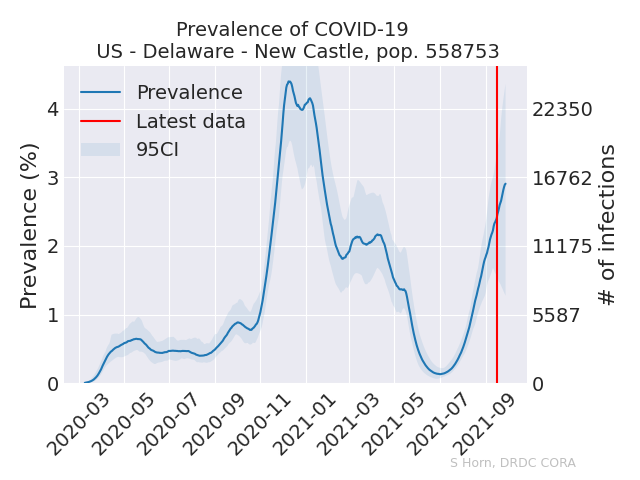 Prevalence of COVID-19
US - Delaware - New Castle, pop. 558753
Prevalence
Latest data
95CI
Prevalence (%)
0
1
2
3
4
# of infections
0
5587
11175
16762
22350
2020-03
2020-05
2020-07
2020-09
2020-11
2021-01
2021-03
2021-05
2021-07
2021-09
S Horn, DRDC CORA